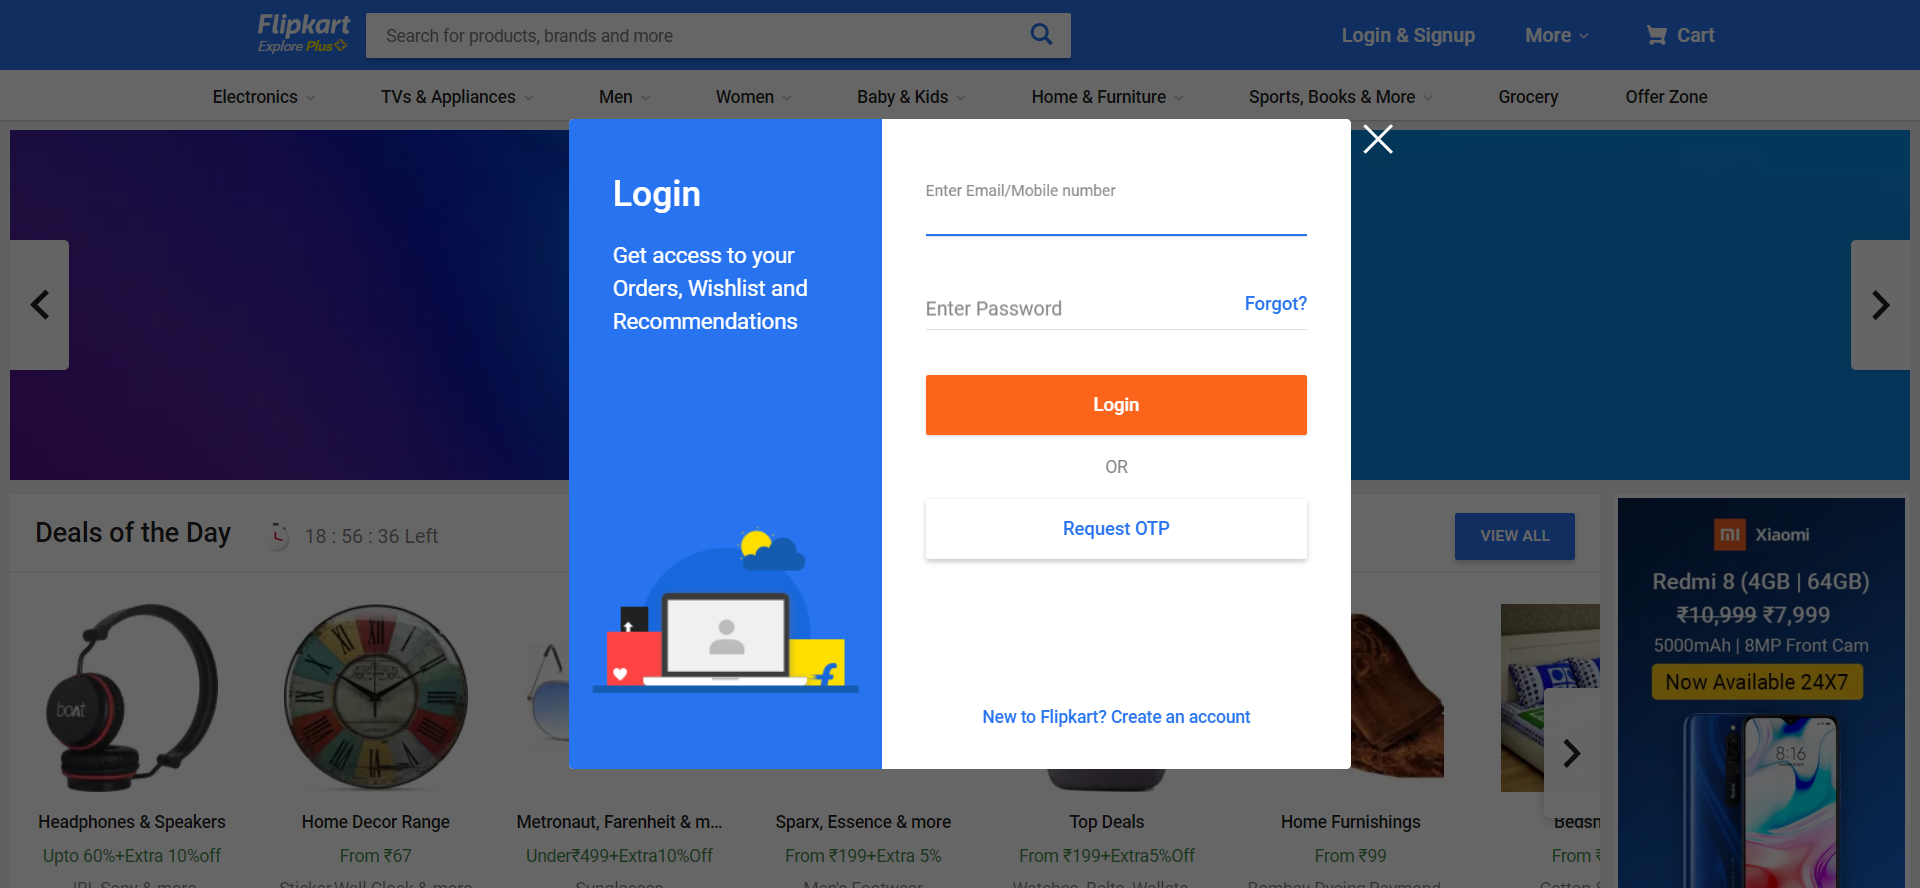 Flipkart
Explore Plus
Search for products, brands and more
Login & Signup
More
Cart
Electronics
TVs & Appliances
Men
Women
Baby & Kids
Home & Furniture
Sports, Books & More
Grocery
Offer Zone
Login
Get access to your
Orders, Wishlist and
Recommendations
Enter Email/Mobile number
Enter Password
Forgot?
Login
OR
Request OTP
New to Flipkart? Create an account
Deals of the Day
18 : 56 : 36 Left
VIEW ALL
mi Xiaomi
Redmi 8 (4GB | 64GB)
₹10,999 ₹7,999
5000mAh | 8MP Front Cam
Now Available 24X7
8:16
boAt
Headphones & Speakers
Home Decor Range
Metronaut, Farenheit & m...
Sparx, Essence & more
Top Deals
Home Furnishings
Upto 60%+Extra 10%off
From ₹67
Under₹499+Extra10%Off
From ₹199+Extra 5%
From ₹199+Extra5%Off
From ₹99
From ₹